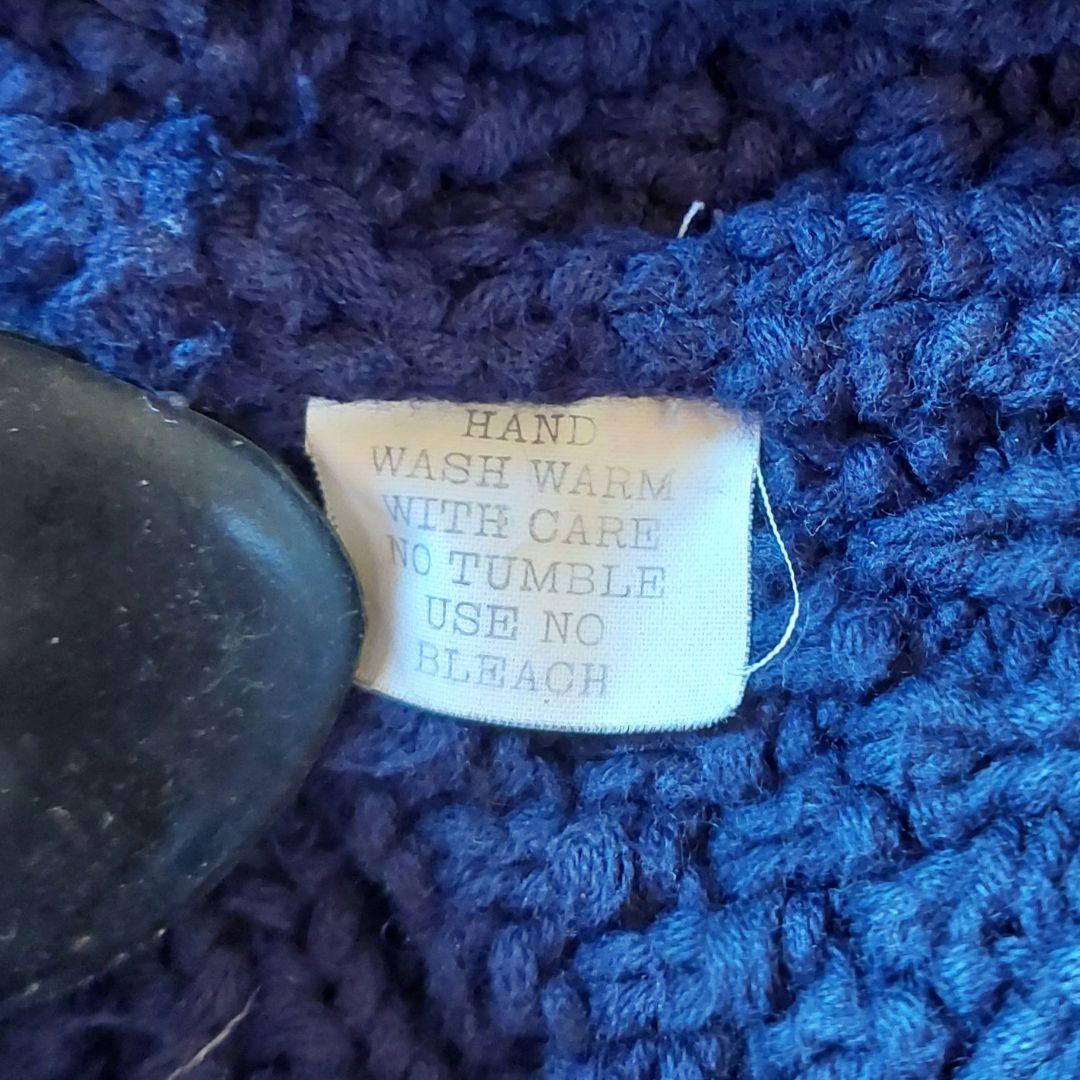 HAND
WASH WARM
WITH CARE
NO TUMBLE
USE NO
BLEACH